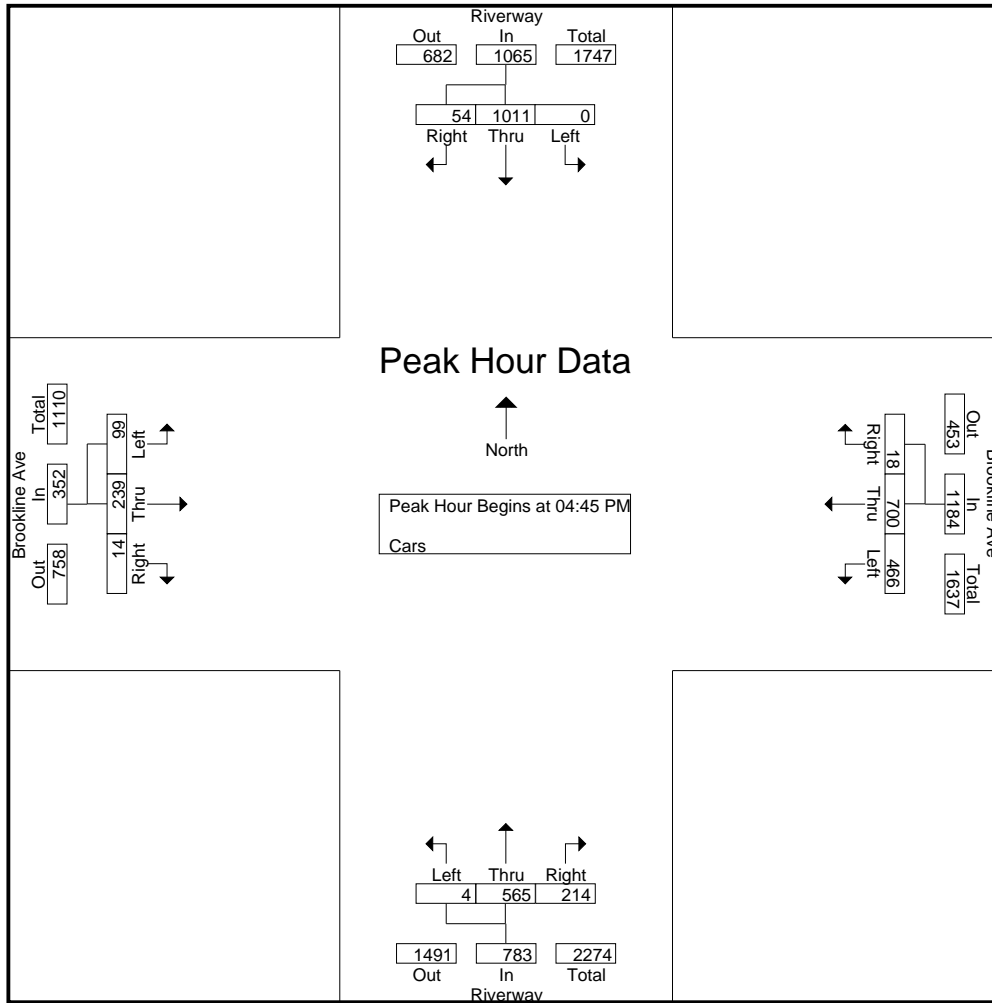 Riverway
Out In Total
682 1065 1747
54 1011 0
Right Thru Left
Peak Hour Data
North
Peak Hour Begins at 04:45 PM
Cars
Brookline Ave
Out In Total
758 352 1110
Left Thru Right
99 239 14
Brookline Ave
Out In Total
453 1184 1637
Right Thru Left
18 700 466
Left Thru Right
4 565 214
1491 783 2274
Out In Total
Riverway